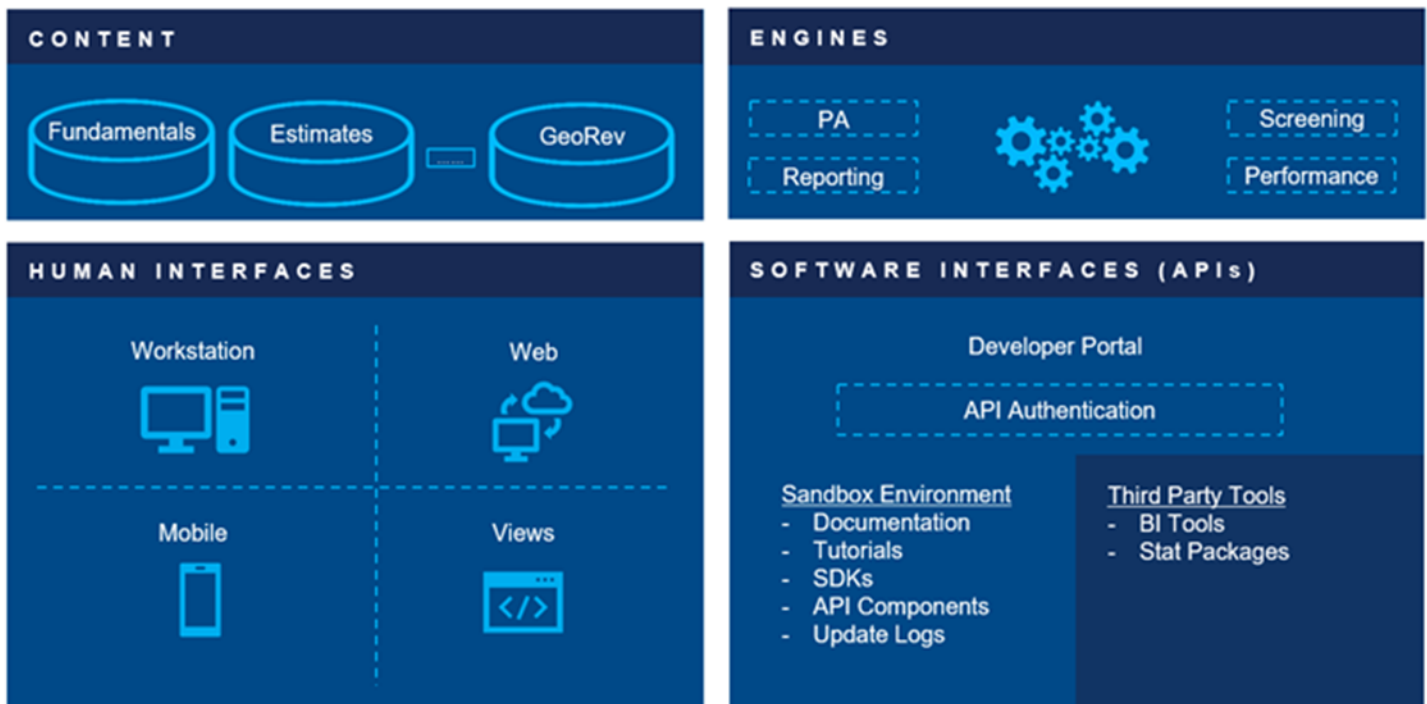 CONTENT
Fundamentals
Estimates
......
GeoRev
ENGINES
PA
Reporting
Screening
Performance
HUMAN INTERFACES
Workstation
Web
Mobile
</>
Views
SOFTWARE INTERFACES (APIs)
Developer Portal
API Authentication
Sandbox Environment
- Documentation
- Tutorials
- SDKs
- API Components
- Update Logs
Third Party Tools
- BI Tools
- Stat Packages